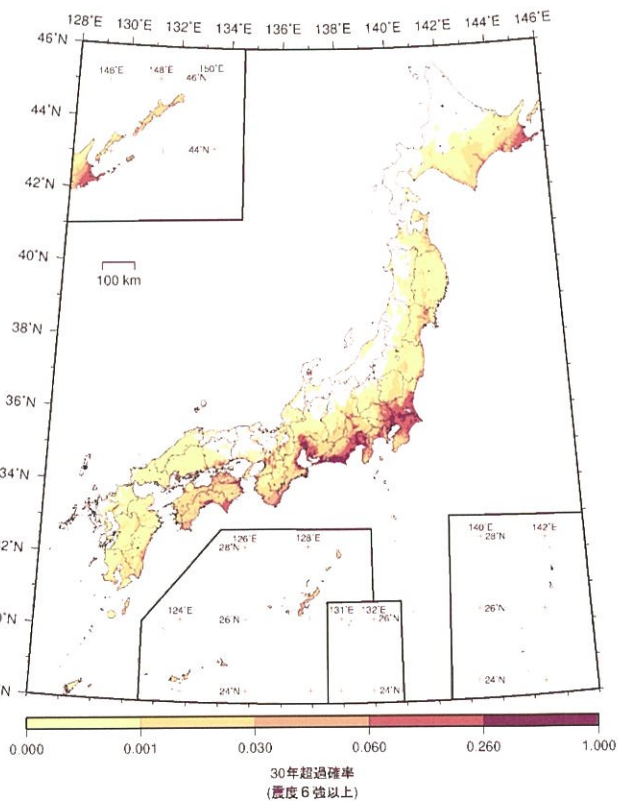 128°E 130°E 132°E 134°E 136°E 138°E 140°E 142°E 144°E 146°E
46°N
146°E 148°E 150°E
46°N
44°N
44°N
42°N
40°N
100 km
38°N
36°N
34°N
2°N
126°E 128°E
28°N
140°E 142°E
28°N
0°N
124°E
26°N
131°E 132°E
26°N
26°N
N
24°N
24°N
24°N
0.000 0.001 0.030 0.060 0.260 1.000
30年超過確率
(震度6強以上)